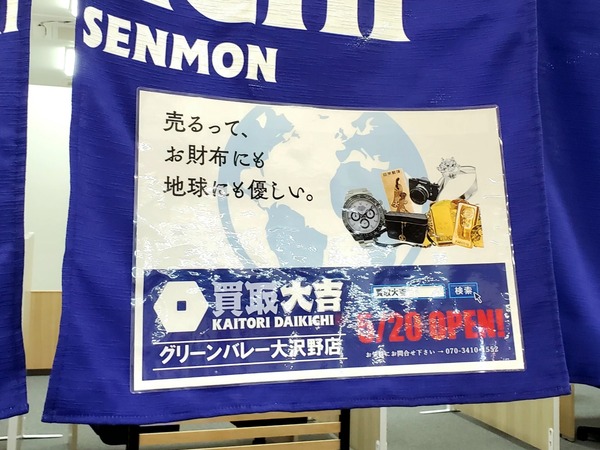 SENMON
売るって、
お財布にも
地球にも優しい。
買取大吉
KAITORI DAIKICHI
買取大吉 検索
グリーンバレー大沢野店
5/20 OPEN!
お気軽にお問合せ下さい → 070-3410-1552